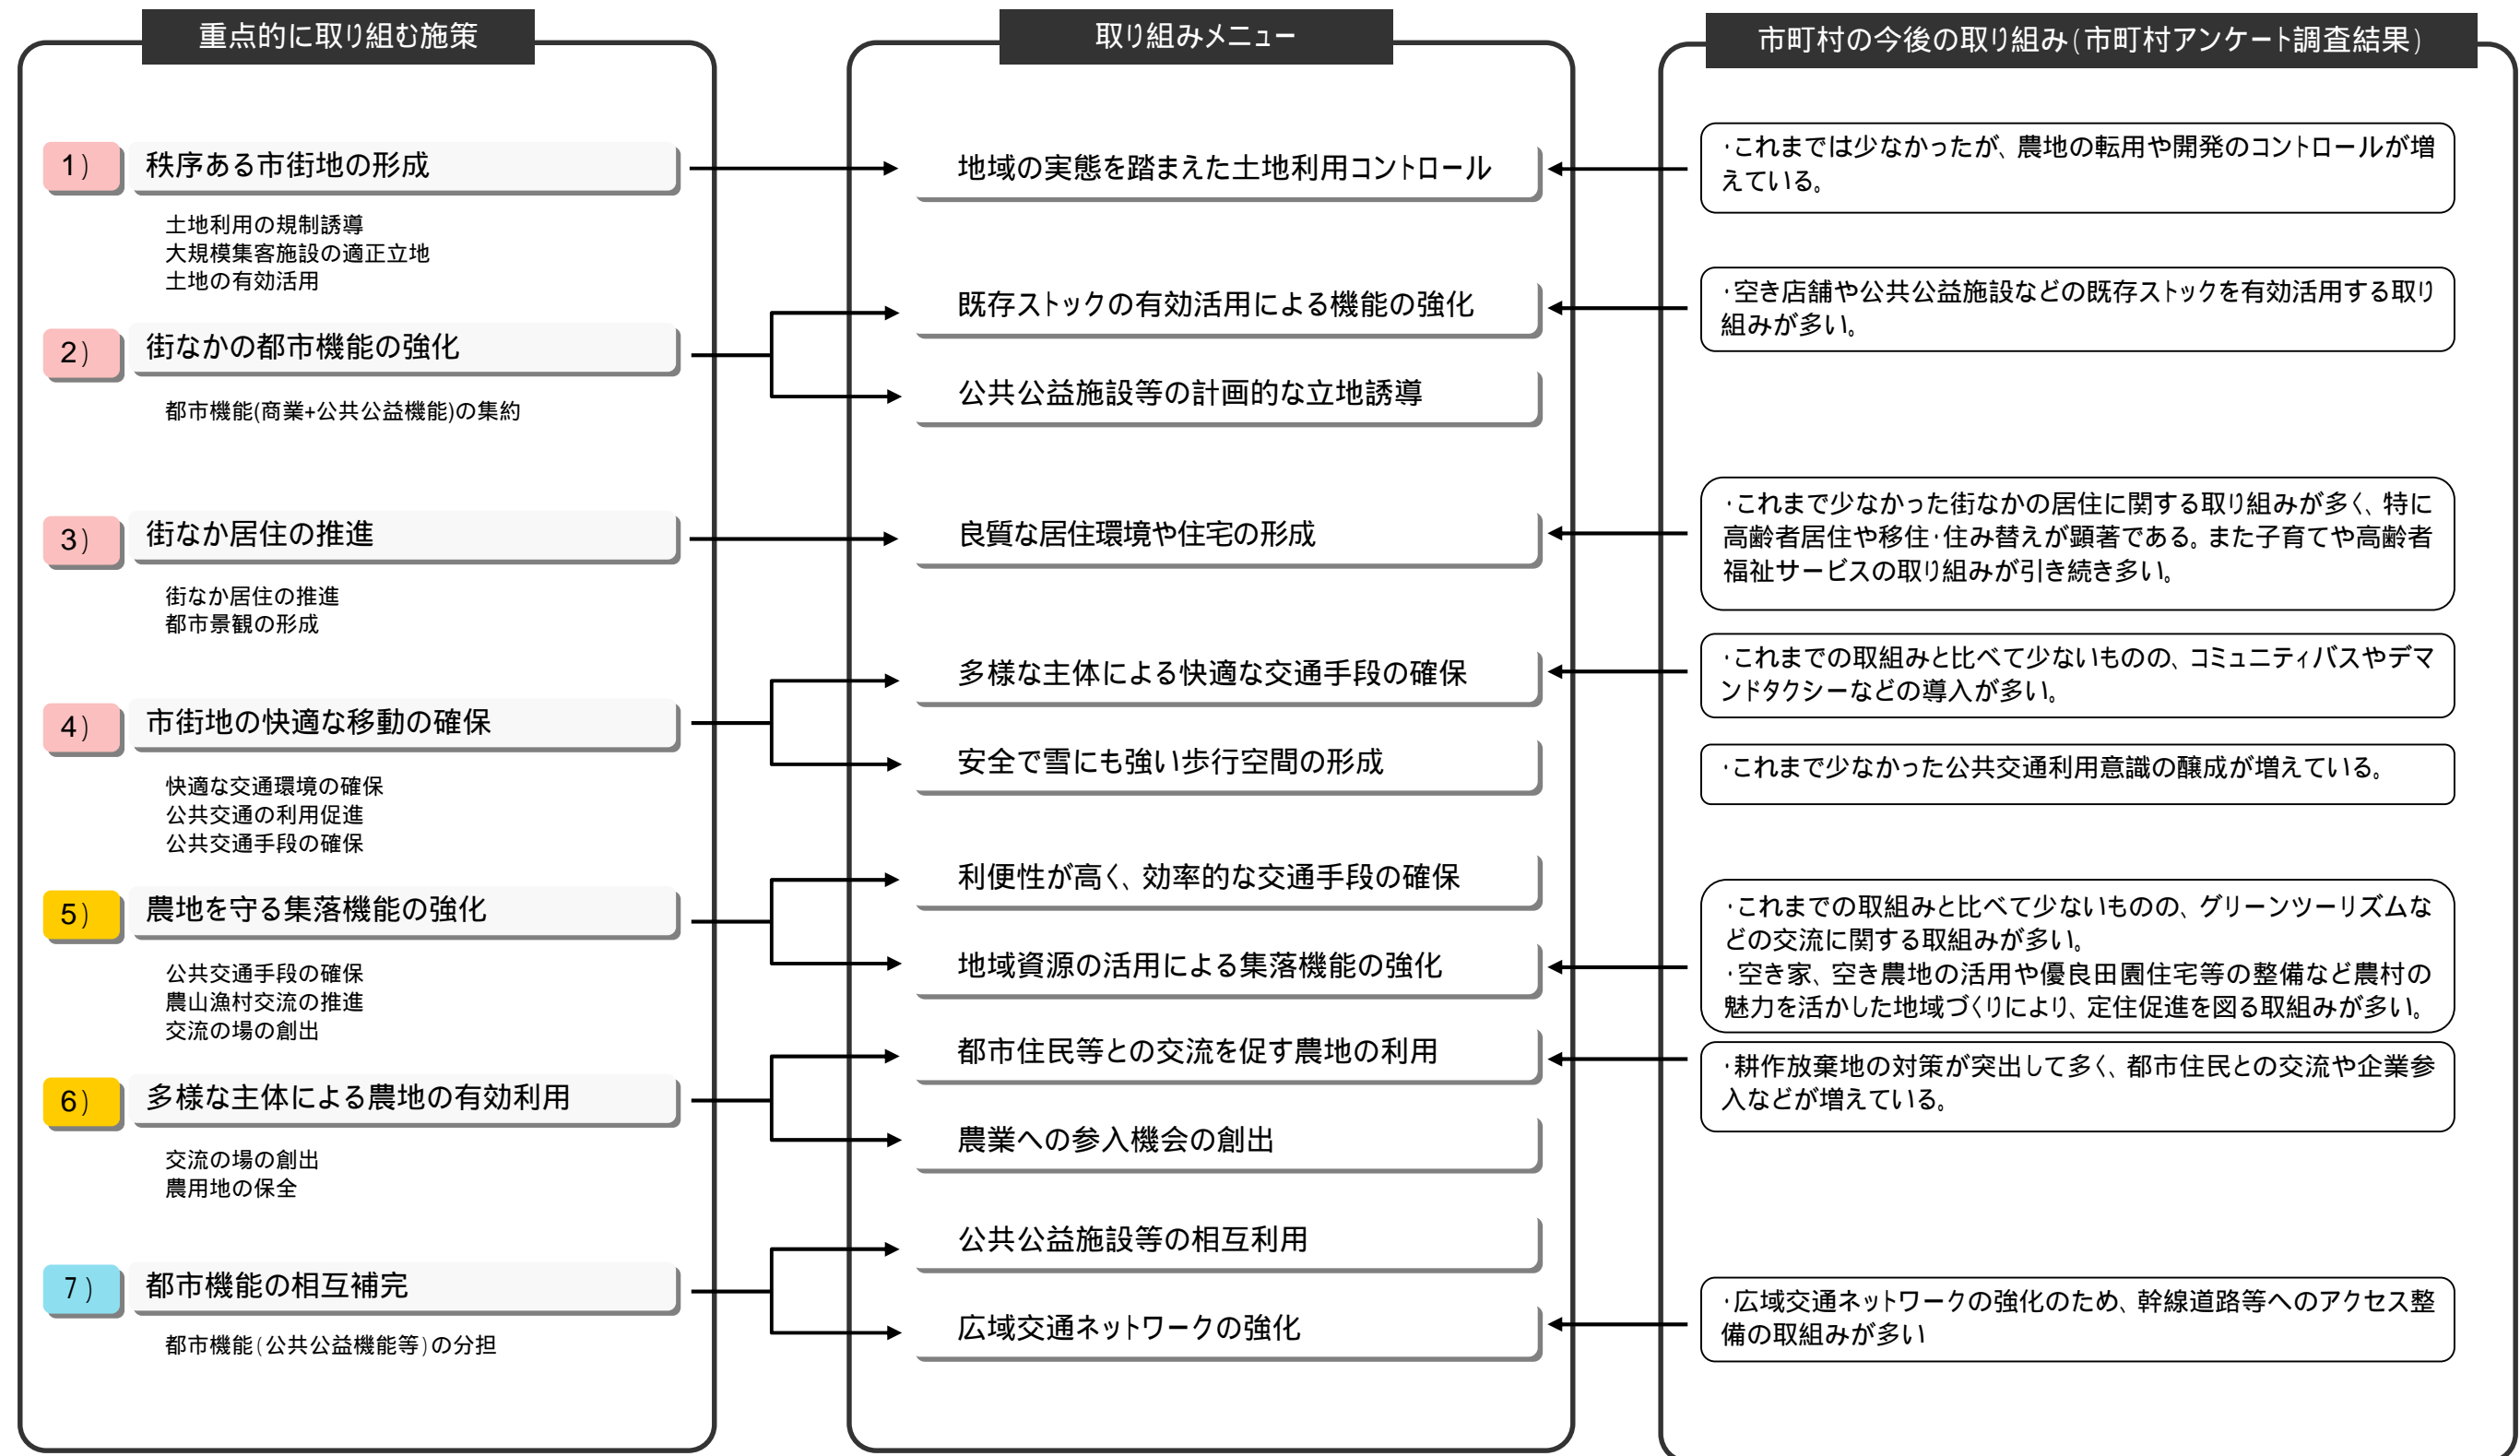 重点的に取り組む施策
1)
秩序ある市街地の形成
土地利用の規制誘導
大規模集客施設の適正立地
土地の有効活用
2)
街なかの都市機能の強化
都市機能(商業+公共公益機能)の集約
3)
街なか居住の推進
街なか居住の推進
都市景観の形成
4)
市街地の快適な移動の確保
快適な交通環境の確保
公共交通の利用促進
公共交通手段の確保
5)
農地を守る集落機能の強化
公共交通手段の確保
農山漁村交流の推進
交流の場の創出
6)
多様な主体による農地の有効利用
交流の場の創出
農用地の保全
7)
都市機能の相互補完
都市機能(公共公益機能等)の分担
取り組みメニュー
地域の実態を踏まえた土地利用コントロール
既存ストックの有効活用による機能の強化
公共公益施設等の計画的な立地誘導
良質な居住環境や住宅の形成
多様な主体による快適な交通手段の確保
安全で雪にも強い歩行空間の形成
利便性が高く、効率的な交通手段の確保
地域資源の活用による集落機能の強化
都市住民等との交流を促す農地の利用
農業への参入機会の創出
公共公益施設等の相互利用
広域交通ネットワークの強化
市町村の今後の取り組み(市町村アンケート調査結果)
・これまでは少なかったが、農地の転用や開発のコントロールが増
えている。
・空き店舗や公共公益施設などの既存ストックを有効活用する取り
組みが多い。
・これまで少なかった街なかの居住に関する取り組みが多く、特に
高齢者居住や移住・住み替えが顕著である。また子育てや高齢者
福祉サービスの取り組みが引き続き多い。
・これまでの取組みと比べて少ないものの、コミュニティバスやデマ
ンドタクシーなどの導入が多い。
・これまで少なかった公共交通利用意識の醸成が増えている。
・これまでの取組みと比べて少ないものの、グリーンツーリズムな
どの交流に関する取組みが多い。
・空き家、空き農地の活用や優良田園住宅等の整備など農村の
魅力を活かした地域づくりにより、定住促進を図る取組みが多い。
・耕作放棄地の対策が突出して多く、都市住民との交流や企業参
入などが増えている。
・広域交通ネットワークの強化のため、幹線道路等へのアクセス整
備の取組みが多い